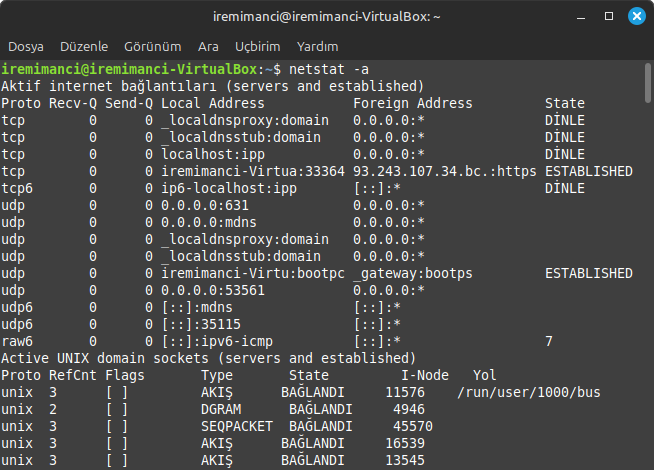 iremimanci@iremimanci-VirtualBox: ~
Dosya Düzenle Görünüm Ara Uçbirim Yardım
iremimanci@iremimanci-VirtualBox:~$ netstat -a
Aktif internet bağlantıları (servers and established)
Proto Recv-Q Send-Q Local Address           Foreign Address         State
tcp        0      0 _localdnsproxy:domain   0.0.0.0:*               DİNLE
tcp        0      0 _localdnsstub:domain    0.0.0.0:*               DİNLE
tcp        0      0 localhost:ipp           0.0.0.0:*               DİNLE
tcp        0      0 iremimanci-Virtua:33364 93.243.107.34.bc.:https ESTABLISHED
tcp6       0      0 ip6-localhost:ipp       [::]:*                  DİNLE
udp        0      0 0.0.0.0:631             0.0.0.0:*
udp        0      0 0.0.0.0:mdns            0.0.0.0:*
udp        0      0 _localdnsproxy:domain   0.0.0.0:*
udp        0      0 _localdnsstub:domain    0.0.0.0:*
udp        0      0 iremimanci-Virtu:bootpc _gateway:bootps         ESTABLISHED
udp        0      0 0.0.0.0:53561           0.0.0.0:*
udp6       0      0 [::]:mdns               [::]:*
udp6       0      0 [::]:35115              [::]:*
raw6       0      0 [::]:ipv6-icmp          [::]:*                  7
Active UNIX domain sockets (servers and established)
Proto RefCnt Flags       Type       State         I-Node   Yol
unix  3      [ ]         AKIŞ      BAĞLANDI      11576    /run/user/1000/bus
unix  2      [ ]         DGRAM      BAĞLANDI     4946
unix  3      [ ]         SEQPACKET  BAĞLANDI     45570
unix  3      [ ]         AKIŞ      BAĞLANDI      16539
unix  3      [ ]         AKIŞ      BAĞLANDI      13545